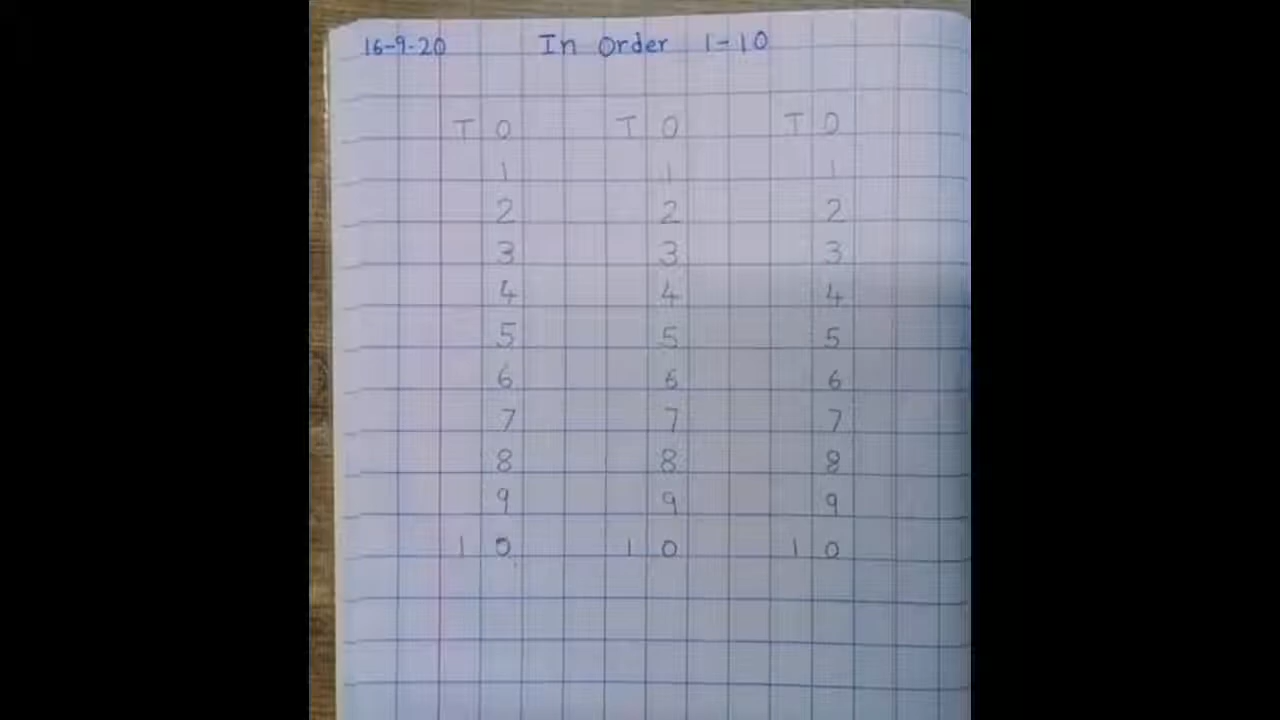 16-9-20 In Order 1-10
T O T O T O
1 1 1
2 2 2
3 3 3
4 4 4
5 5 5
6 6 6
7 7 7
8 8 8
9 9 9
1 0 1 0 1 0